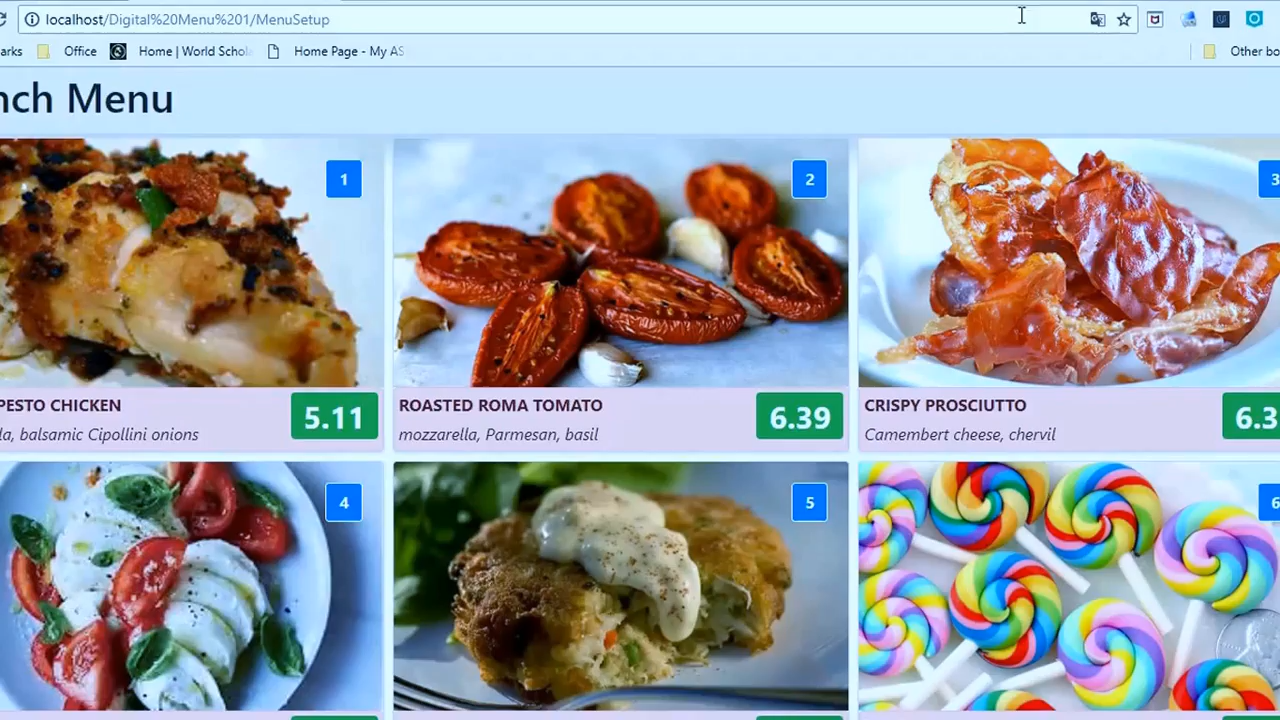 localhost/Digital%20Menu%201/MenuSetup
arks Office Home | World Schol Home Page - My AS Other bo
nch Menu
1
2
3
PESTO CHICKEN
5.11
la, balsamic Cipollini onions
ROASTED ROMA TOMATO
6.39
mozzarella, Parmesan, basil
CRISPY PROSCIUTTO
6.3
Camembert cheese, chervil
4
5
6